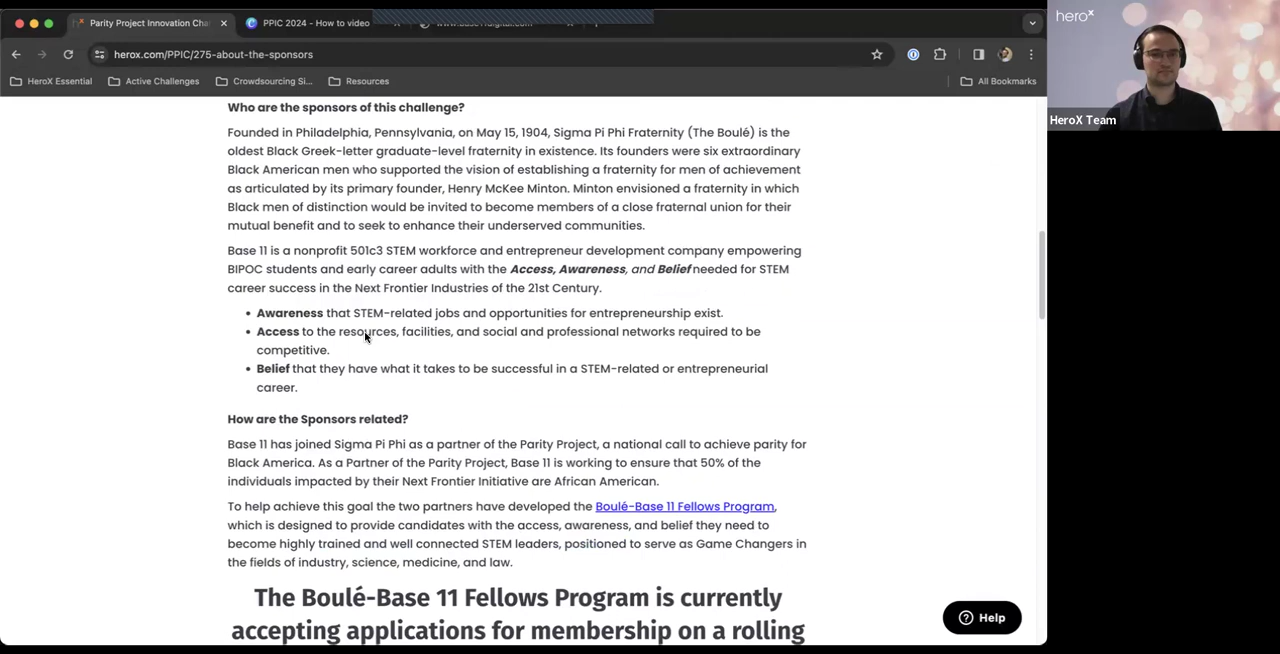 Parity Project Innovation Cha
PPIC 2024 - How to video
herox.com/PPIC/275-about-the-sponsors
HeroX Essential
Active Challenges
Crowdsourcing Si...
Resources
All Bookmarks
herox
HeroX Team
Who are the sponsors of this challenge?
Founded in Philadelphia, Pennsylvania, on May 15, 1904, Sigma Pi Phi Fraternity (The Boulé) is the
oldest Black Greek-letter graduate-level fraternity in existence. Its founders were six extraordinary
Black American men who supported the vision of establishing a fraternity for men of achievement
as articulated by its primary founder, Henry McKee Minton. Minton envisioned a fraternity in which
Black men of distinction would be invited to become members of a close fraternal union for their
mutual benefit and to seek to enhance their underserved communities.
Base 11 is a nonprofit 501c3 STEM workforce and entrepreneur development company empowering
BIPOC students and early career adults with the Access, Awareness, and Belief needed for STEM
career success in the Next Frontier Industries of the 21st Century.
• Awareness that STEM-related jobs and opportunities for entrepreneurship exist.
• Access to the resources, facilities, and social and professional networks required to be
competitive.
• Belief that they have what it takes to be successful in a STEM-related or entrepreneurial
career.
How are the Sponsors related?
Base 11 has joined Sigma Pi Phi as a partner of the Parity Project, a national call to achieve parity for
Black America. As a Partner of the Parity Project, Base 11 is working to ensure that 50% of the
individuals impacted by their Next Frontier Initiative are African American.
To help achieve this goal the two partners have developed the Boulé-Base 11 Fellows Program,
which is designed to provide candidates with the access, awareness, and belief they need to
become highly trained and well connected STEM leaders, positioned to serve as Game Changers in
the fields of industry, science, medicine, and law.
The Boulé-Base 11 Fellows Program is currently
accepting applications for membership on a rolling
Help